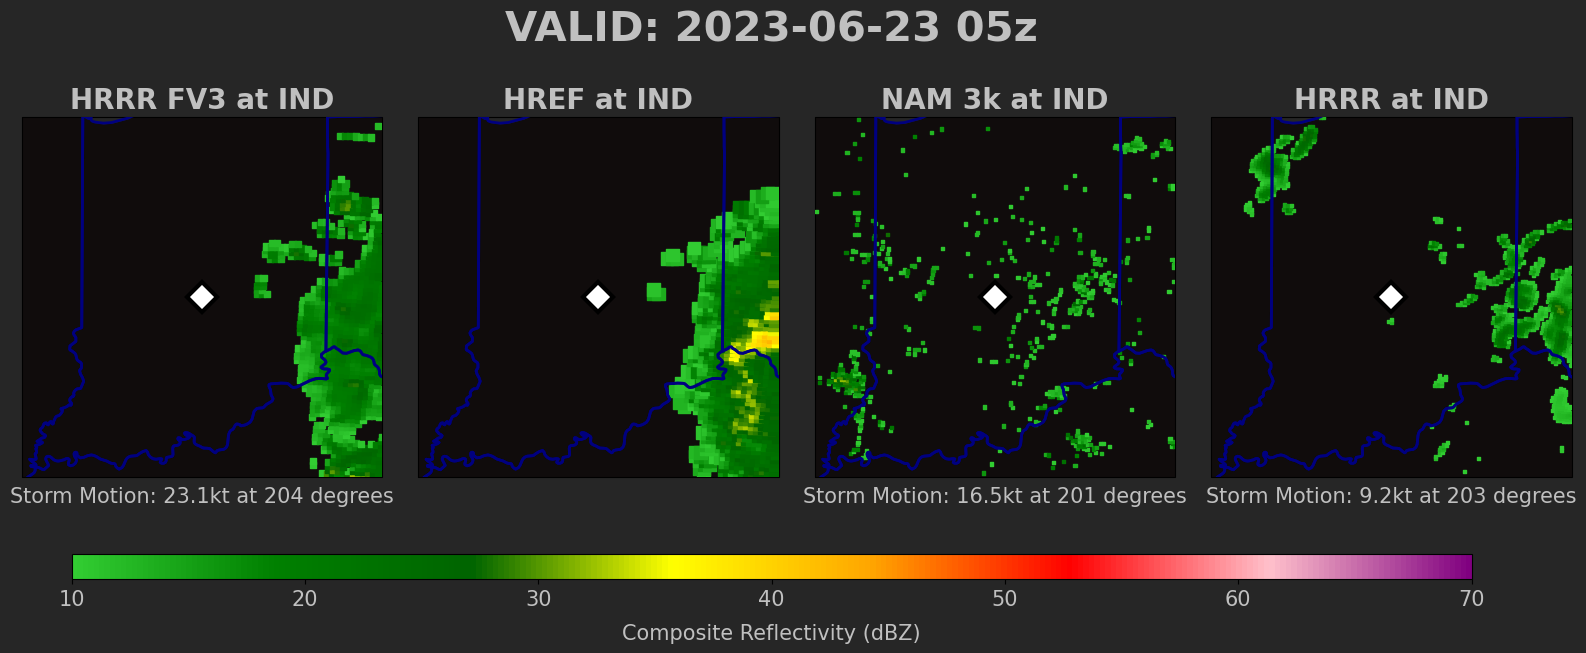 VALID: 2023-06-23 05z
HRRR FV3 at IND
HREF at IND
NAM 3k at IND
HRRR at IND
Storm Motion: 23.1kt at 204 degrees
Storm Motion: 16.5kt at 201 degrees
Storm Motion: 9.2kt at 203 degrees
10 20 30 40 50 60 70
Composite Reflectivity (dBZ)